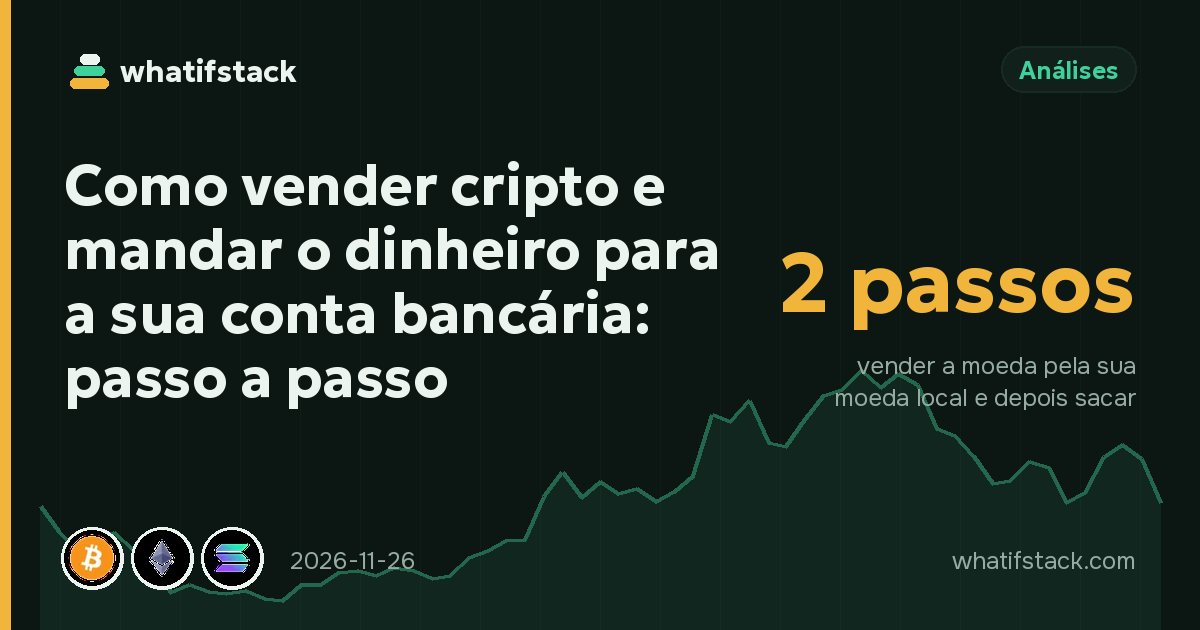 whatifstack
Análises
Como vender cripto e
mandar o dinheiro para
a sua conta bancária:
passo a passo
2 passos
vender a moeda pela sua
moeda local e depois sacar
2026-11-26
whatifstack.com